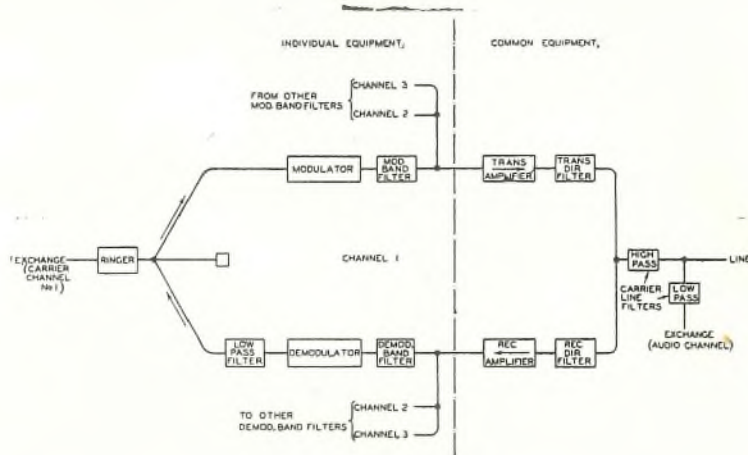 INDIVIDUAL EQUIPMENT,
COMMON EQUIPMENT,
FROM OTHER
MOD. BAND FILTERS
CHANNEL 3
CHANNEL 2
MODULATOR
MOD.
BAND
FILTER
TRANS
AMPLIFIER
TRANS
DIR
FILTER
EXCHANGE
(CARRIER
CHANNEL
No 1)
RINGER
CHANNEL 1
HIGH
PASS
LINE
CARRIER
LINE
FILTERS
LOW
PASS
EXCHANGE
(AUDIO CHANNEL)
LOW
PASS
FILTER
DEMODULATOR
DEMOD.
BAND
FILTER
REC
AMPLIFIER
REC
DIR
FILTER
TO OTHER
DEMOD. BAND FILTERS
CHANNEL 2
CHANNEL 3